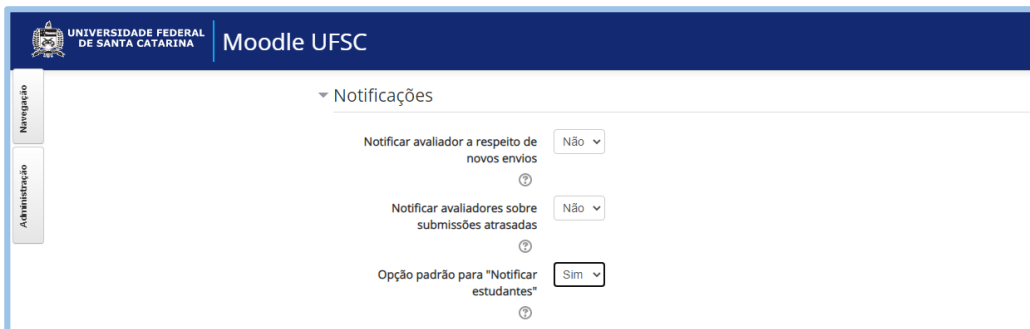 UNIVERSIDADE FEDERAL
DE SANTA CATARINA
Moodle UFSC
Navegação
Administração
Notificações
Notificar avaliador a respeito de
novos envios
Não
Notificar avaliadores sobre
submissões atrasadas
Não
Opção padrão para "Notificar
estudantes"
Sim